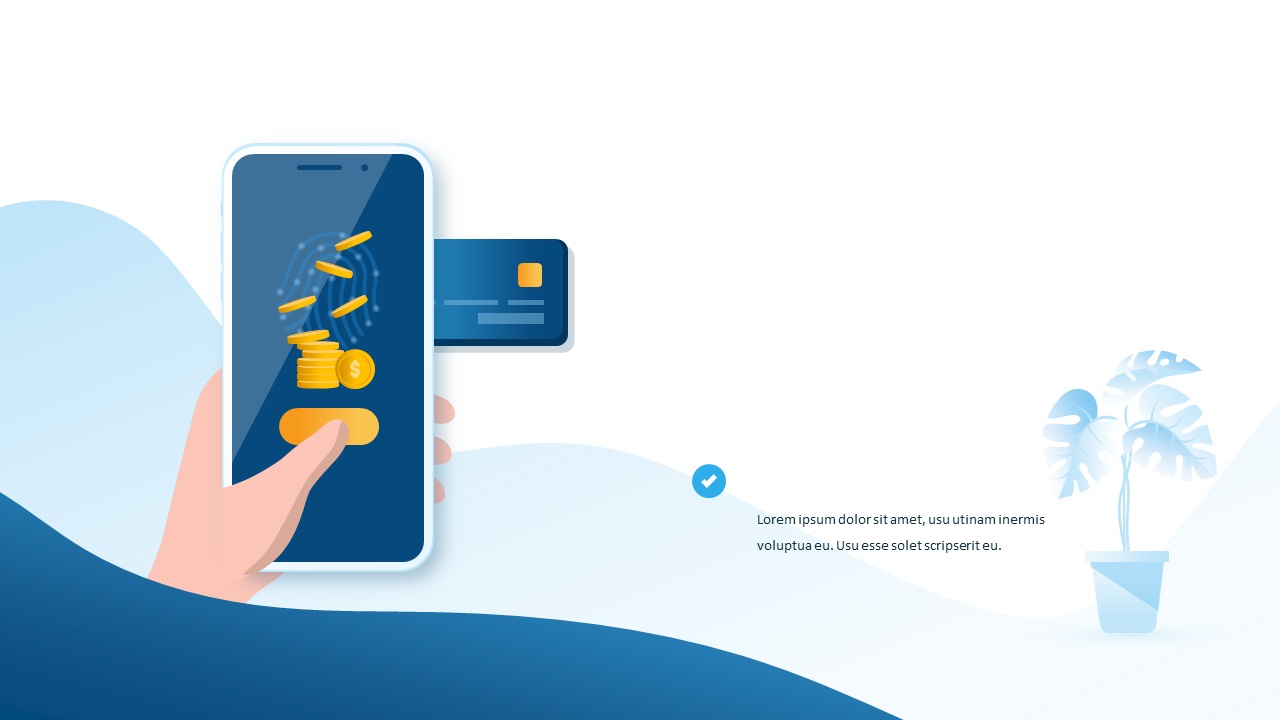 $
Lorem ipsum dolor sit amet, usu utinam inermis
voluptua eu. Usu esse solet scripserit eu.